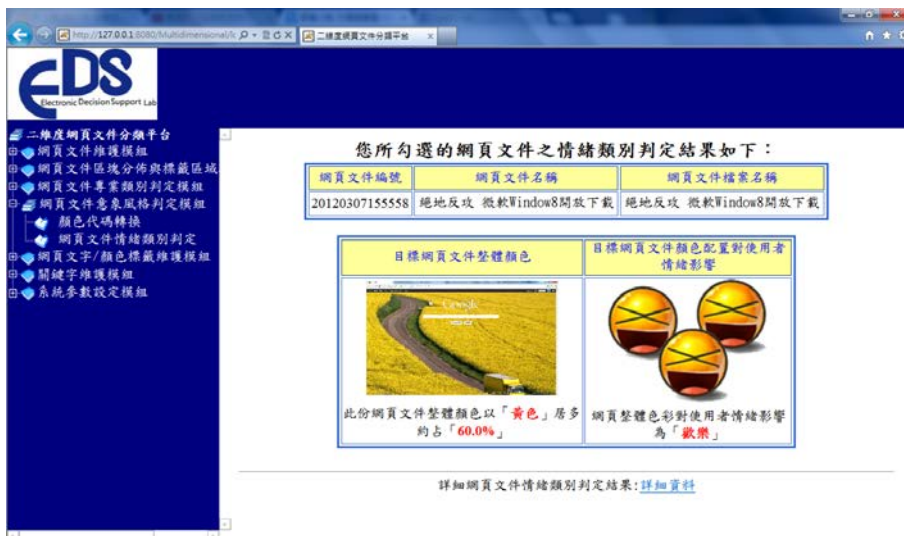 http://127.0.0.1:8080/Multidimensional/lc
二維度網頁文件分類平台
EDS
Electronic Decision Support Lab
二維度網頁文件分類平台
網頁文件維護模組
網頁文件區塊分佈與標籤區域
網頁文件專業類別判定模組
網頁文件意象風格判定模組
顏色代碼轉換
網頁文件情緒類別判定
網頁文字/顏色標籤維護模組
關鍵字維護模組
系統參數設定模組
您所勾選的網頁文件之情緒類別判定結果如下：
網頁文件編號 網頁文件名稱 網頁文件檔案名稱
20120307155558 絕地反攻 微軟Window8開放下載 絕地反攻 微軟Window8開放下載
目標網頁文件整體顏色
目標網頁文件顏色配置對使用者
情緒影響
Google
此份網頁文件整體顏色以「黃色」居多
約占「60.0%」
網頁整體色彩對使用者情緒影響
為「歡樂」
詳細網頁文件情緒類別判定結果:詳細資料